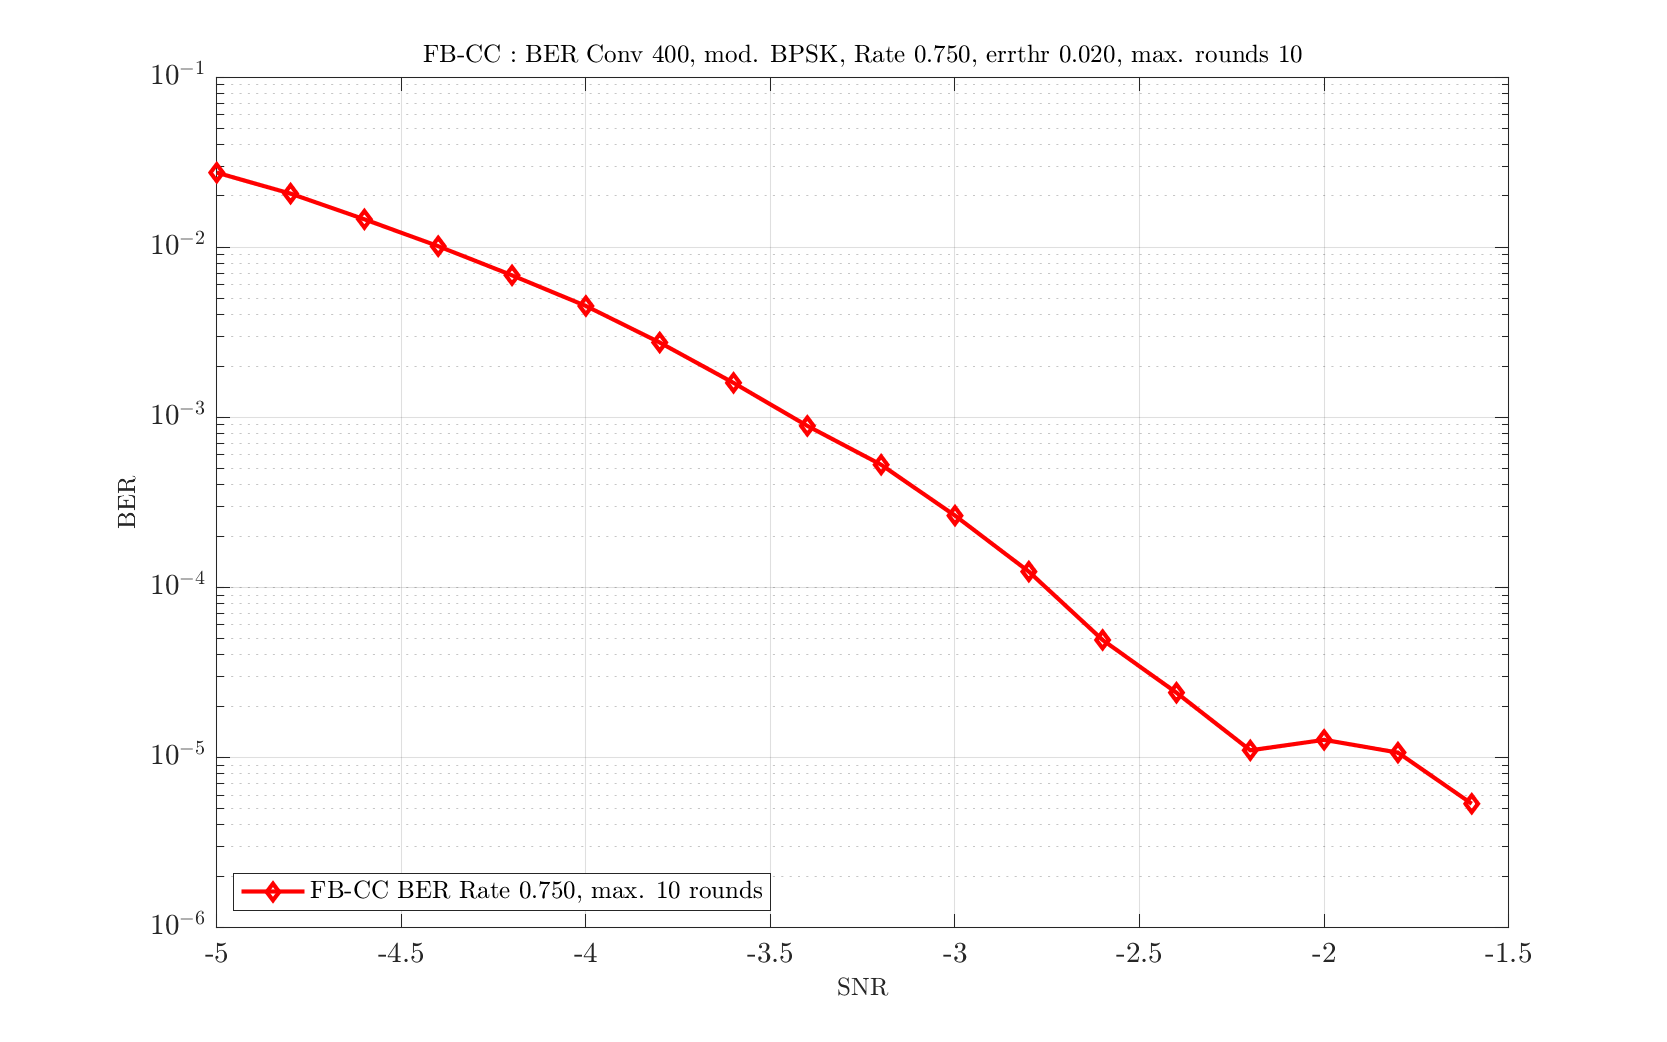 FB-CC : BER Conv 400, mod. BPSK, Rate 0.750, errthr 0.020, max. rounds 10
10^{-1}
10^{-2}
10^{-3}
10^{-4}
10^{-5}
10^{-6}
BER
FB-CC BER Rate 0.750, max. 10 rounds
-5 -4.5 -4 -3.5 -3 -2.5 -2 -1.5
SNR